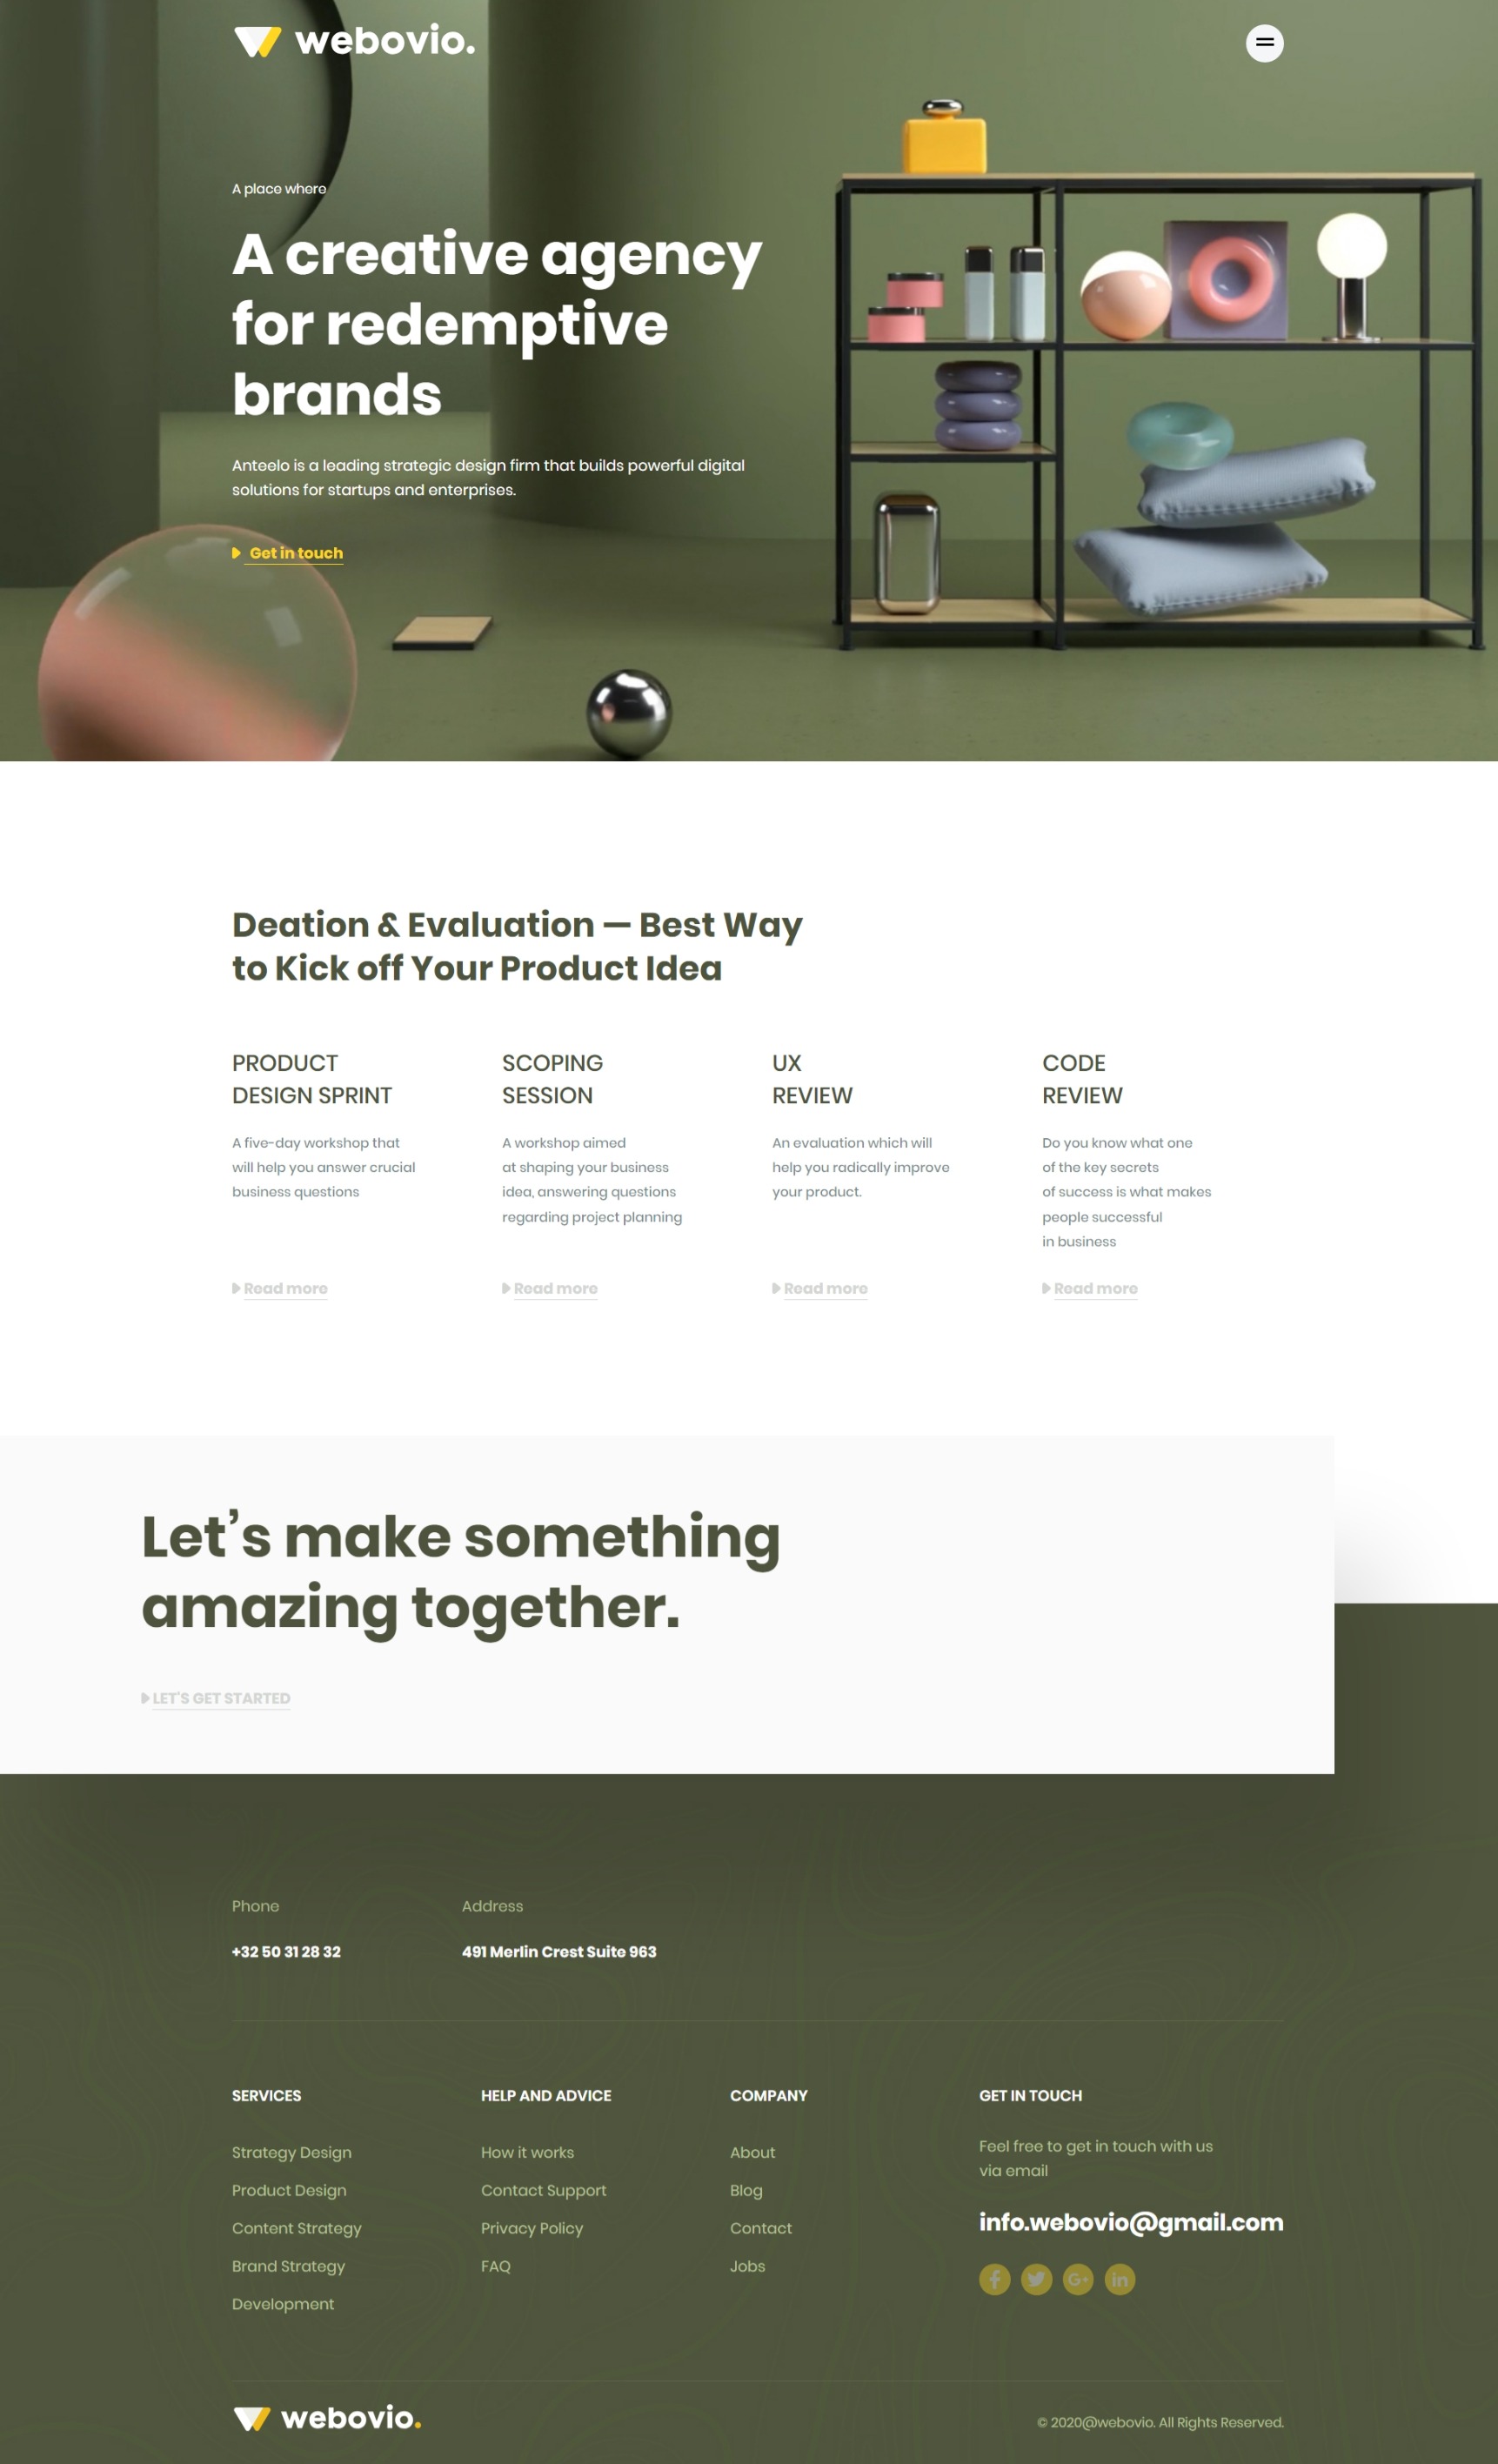 webovio.
A place where
A creative agency
for redemptive
brands
Anteelo is a leading strategic design firm that builds powerful digital
solutions for startups and enterprises.
Get in touch
Deation & Evaluation — Best Way
to Kick off Your Product Idea
PRODUCT
DESIGN SPRINT
A five-day workshop that
will help you answer crucial
business questions
Read more
SCOPING
SESSION
A workshop aimed
at shaping your business
idea, answering questions
regarding project planning
Read more
UX
REVIEW
An evaluation which will
help you radically improve
your product.
Read more
CODE
REVIEW
Do you know what one
of the key secrets
of success is what makes
people successful
in business
Read more
Let’s make something
amazing together.
LET'S GET STARTED
Phone
+32 50 31 28 32
Address
491 Merlin Crest Suite 963
SERVICES
Strategy Design
Product Design
Content Strategy
Brand Strategy
Development
HELP AND ADVICE
How it works
Contact Support
Privacy Policy
FAQ
COMPANY
About
Blog
Contact
Jobs
GET IN TOUCH
Feel free to get in touch with us
via email
info.webovio@gmail.com
webovio.
© 2020@webovio. All Rights Reserved.